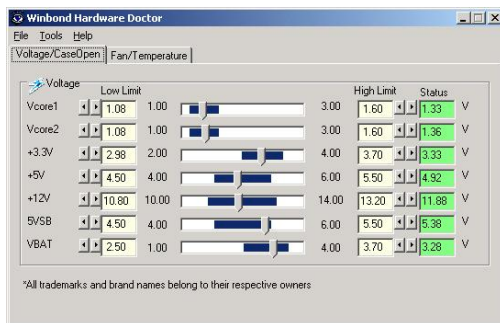 Winbond Hardware Doctor
File Tools Help
Voltage/CaseOpen Fan/Temperature
Voltage
Low Limit High Limit Status
Vcore1 1.08 1.00 3.00 1.60 1.33 V
Vcore2 1.08 1.00 3.00 1.60 1.36 V
+3.3V 2.98 2.00 4.00 3.70 3.33 V
+5V 4.50 4.00 6.00 5.50 4.92 V
+12V 10.80 10.00 14.00 13.20 11.88 V
5VSB 4.50 4.00 6.00 5.50 5.38 V
VBAT 2.50 1.00 4.00 3.70 3.28 V
*All trademarks and brand names belong to their respective owners